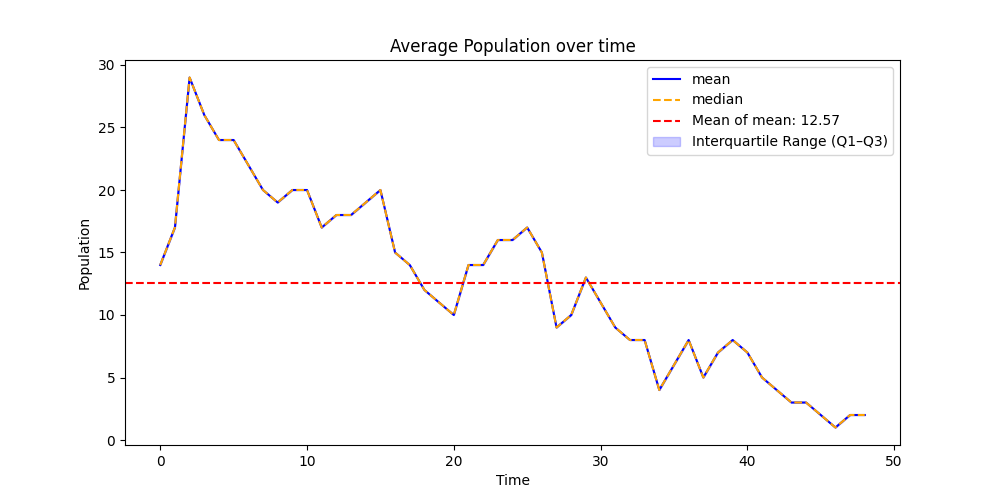 Average Population over time
mean
median
Mean of mean: 12.57
Interquartile Range (Q1–Q3)
Population
30
25
20
15
10
5
0
0 10 20 30 40 50
Time